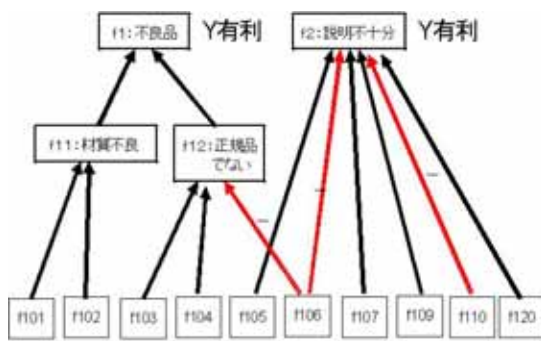 f1:不良品
Y有利
f2:説明不十分
Y有利
f11:材質不良
f12:正規品
でない
–
–
–
f101
f102
f103
f104
f105
f106
f107
f109
f110
f120